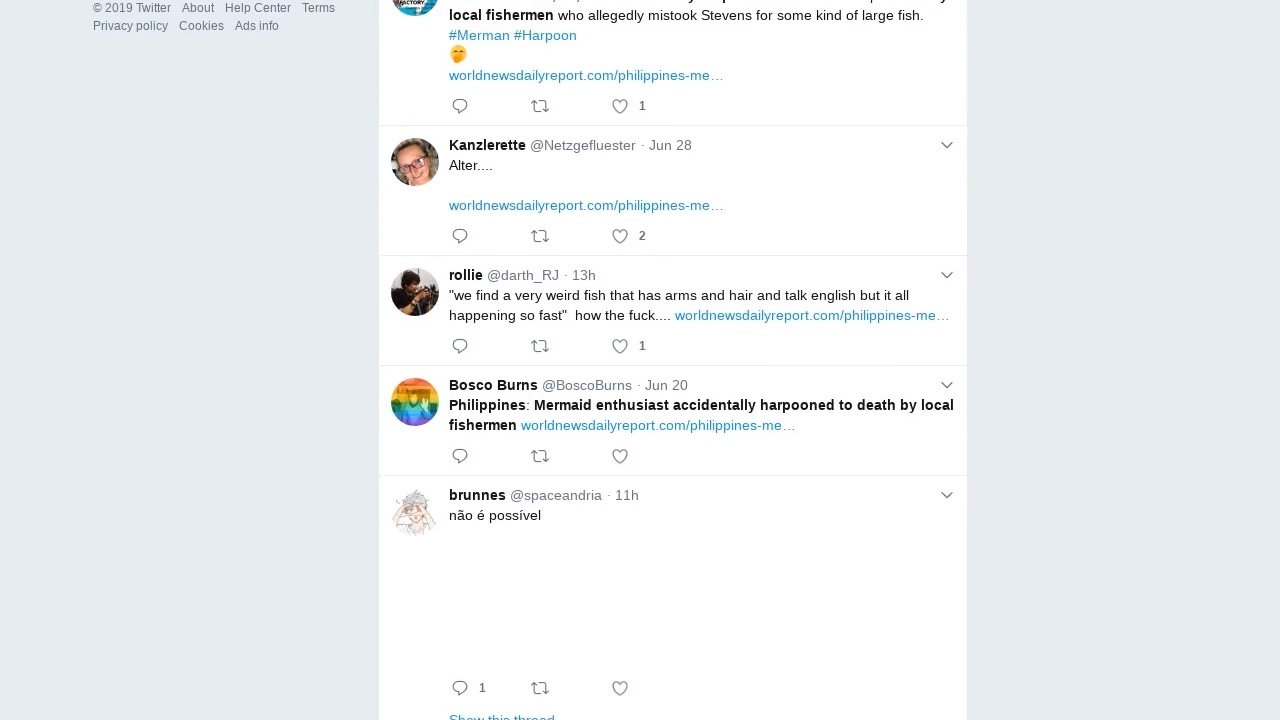 © 2019 Twitter About Help Center Terms
Privacy policy Cookies Ads info
local fishermen who allegedly mistook Stevens for some kind of large fish.
#Merman #Harpoon
worldnewsdailyreport.com/philippines-me…
1
Kanzlerette @Netzgefluester · Jun 28
Alter....
worldnewsdailyreport.com/philippines-me…
2
rollie @darth_RJ · 13h
"we find a very weird fish that has arms and hair and talk english but it all
happening so fast"  how the fuck.... worldnewsdailyreport.com/philippines-me…
1
Bosco Burns @BoscoBurns · Jun 20
Philippines: Mermaid enthusiast accidentally harpooned to death by local
fishermen worldnewsdailyreport.com/philippines-me…
brunnes @spaceandria · 11h
não é possível
1
Show this thread